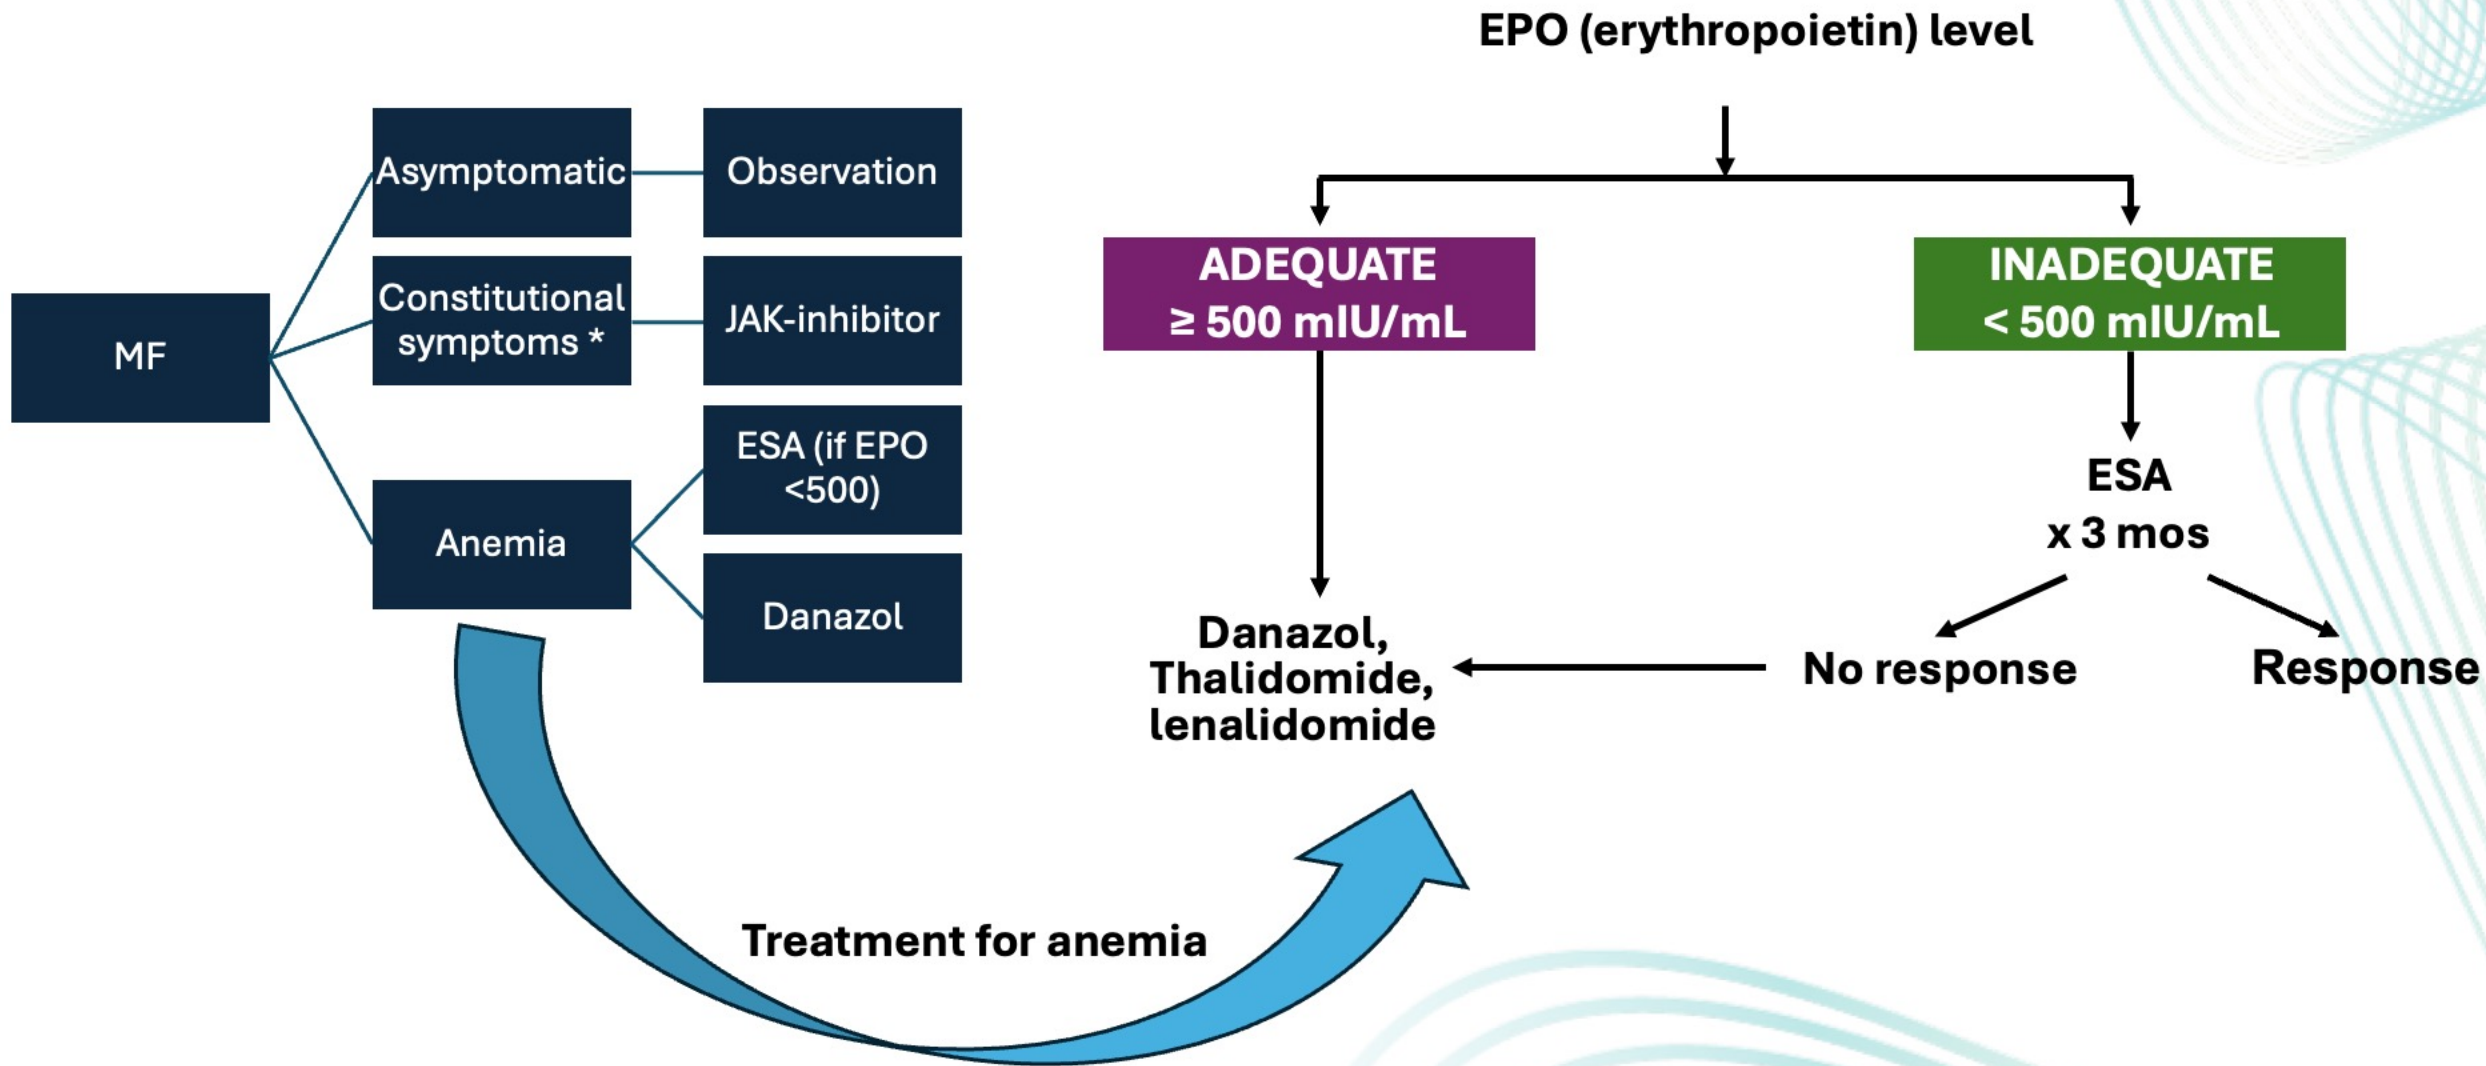 MF
Asymptomatic
Observation
Constitutional
symptoms *
JAK-inhibitor
Anemia
ESA (if EPO
<500)
Danazol
Treatment for anemia
EPO (erythropoietin) level
ADEQUATE
≥ 500 mIU/mL
INADEQUATE
< 500 mIU/mL
ESA
x 3 mos
No response
Response
Danazol,
Thalidomide,
lenalidomide